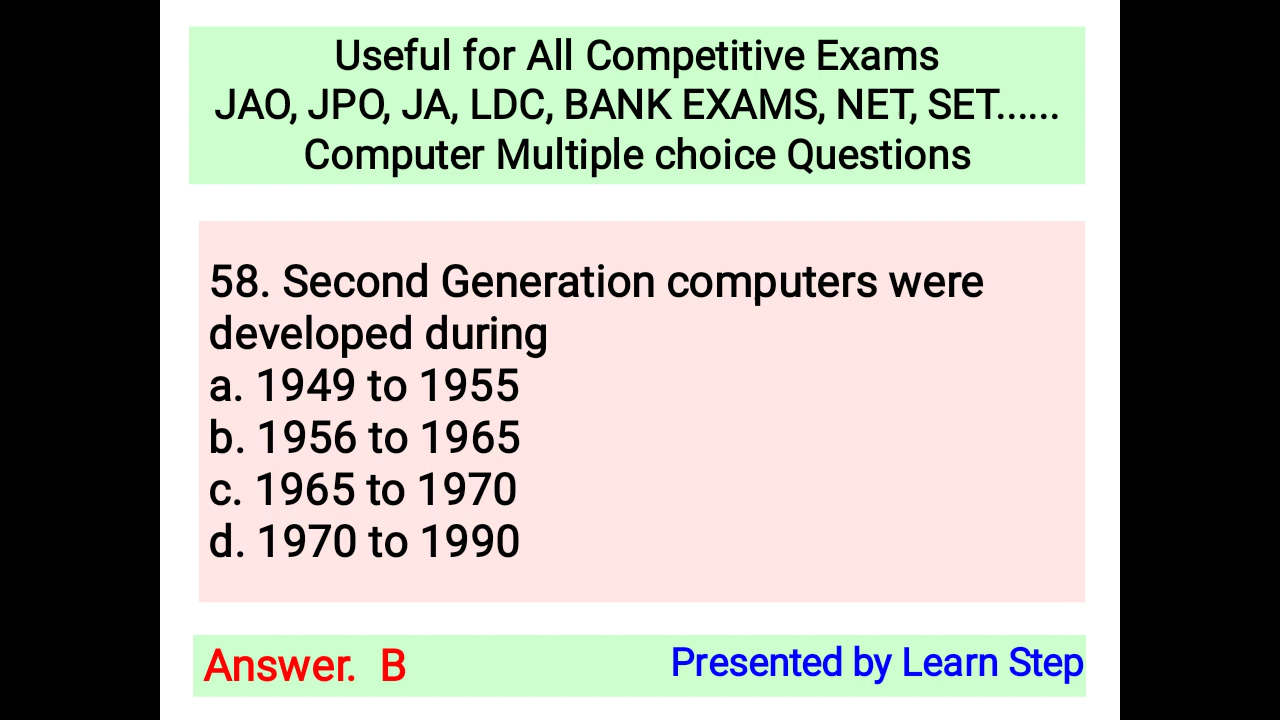 Useful for All Competitive Exams
JAO, JPO, JA, LDC, BANK EXAMS, NET, SET......
Computer Multiple choice Questions
58. Second Generation computers were
developed during
a. 1949 to 1955
b. 1956 to 1965
c. 1965 to 1970
d. 1970 to 1990
Answer.  B
Presented by Learn Step